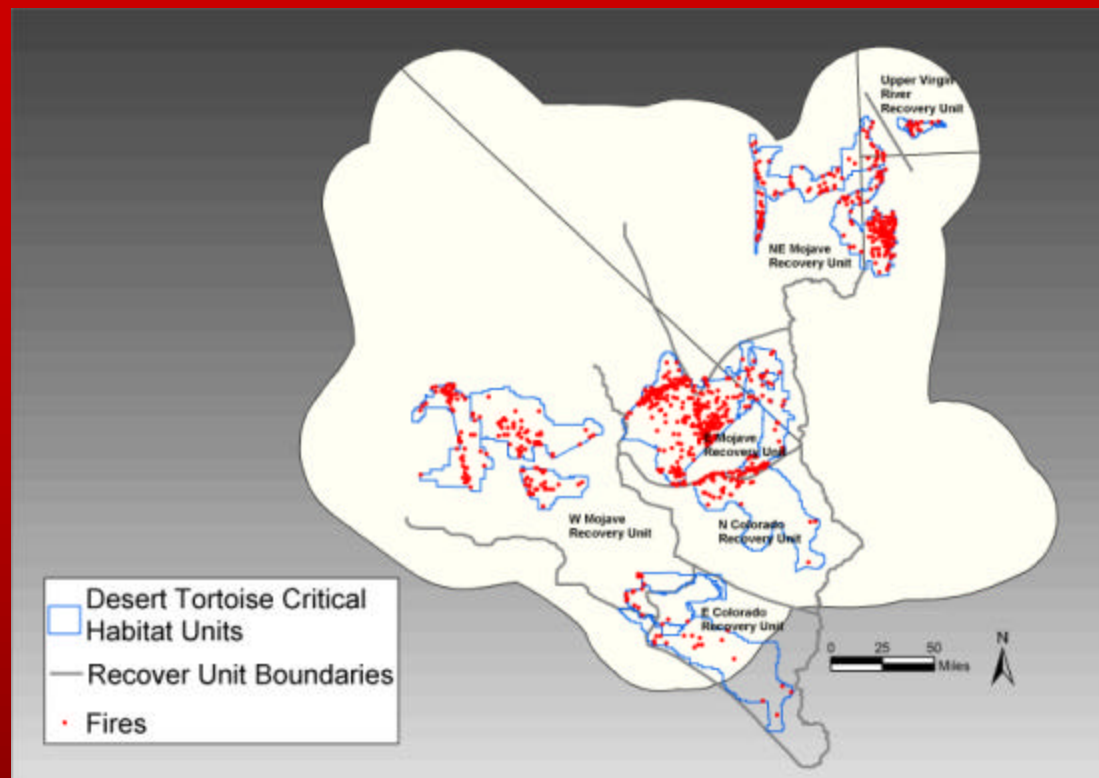 Upper Virgin
River
Recovery Unit
NE Mojave
Recovery Unit
E Mojave
Recovery Unit
W Mojave
Recovery Unit
N Colorado
Recovery Unit
E Colorado
Recovery Unit
Desert Tortoise Critical
Habitat Units
Recover Unit Boundaries
Fires
0 25 50
Miles
N